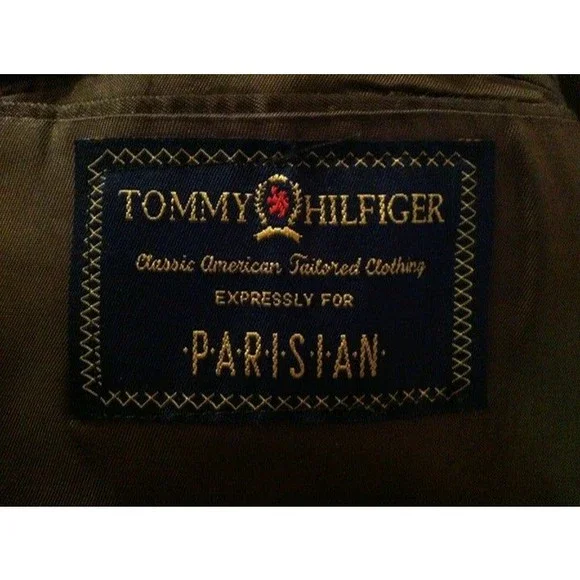 TOMMY HILFIGER
Classic American Tailored Clothing
EXPRESSLY FOR
·P·A·R·I·S·I·A·N·